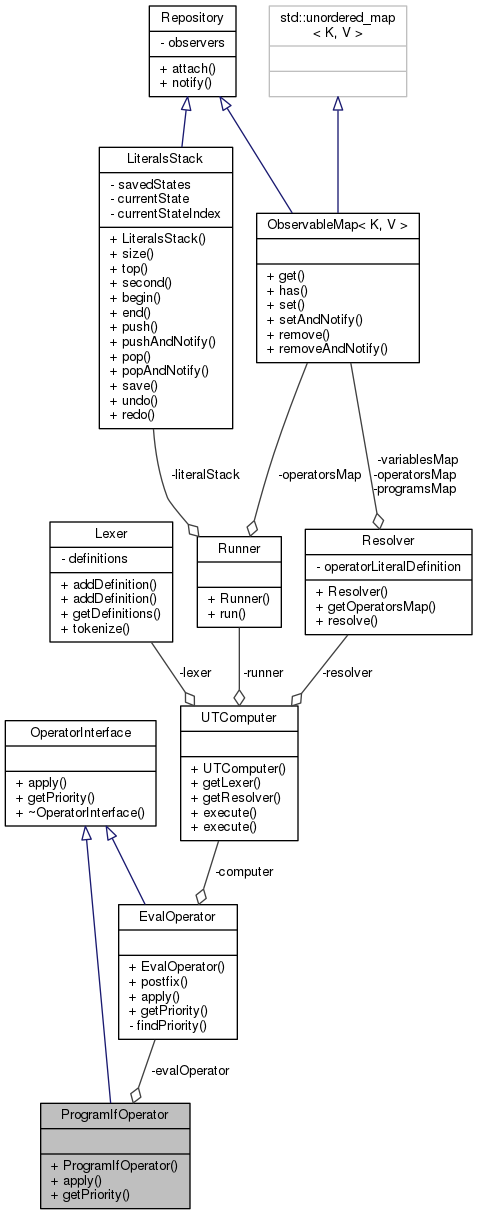 Repository
- observers
+ attach()
+ notify()
std::unordered_map
< K, V >
LiteralsStack
- savedStates
- currentState
- currentStateIndex
+ LiteralsStack()
+ size()
+ top()
+ second()
+ begin()
+ end()
+ push()
+ pushAndNotify()
+ pop()
+ popAndNotify()
+ save()
+ undo()
+ redo()
ObservableMap< K, V >
+ get()
+ has()
+ set()
+ setAndNotify()
+ remove()
+ removeAndNotify()
-literalStack
-operatorsMap
-variablesMap
-operatorsMap
-programsMap
Lexer
- definitions
+ addDefinition()
+ addDefinition()
+ getDefinitions()
+ tokenize()
Runner
+ Runner()
+ run()
Resolver
- operatorLiteralDefinition
+ Resolver()
+ getOperatorsMap()
+ resolve()
-lexer
-runner
-resolver
OperatorInterface
+ apply()
+ getPriority()
+ ~OperatorInterface()
UTComputer
+ UTComputer()
+ getLexer()
+ getResolver()
+ execute()
+ execute()
-computer
EvalOperator
+ EvalOperator()
+ postfix()
+ apply()
+ getPriority()
- findPriority()
-evalOperator
ProgramIfOperator
+ ProgramIfOperator()
+ apply()
+ getPriority()